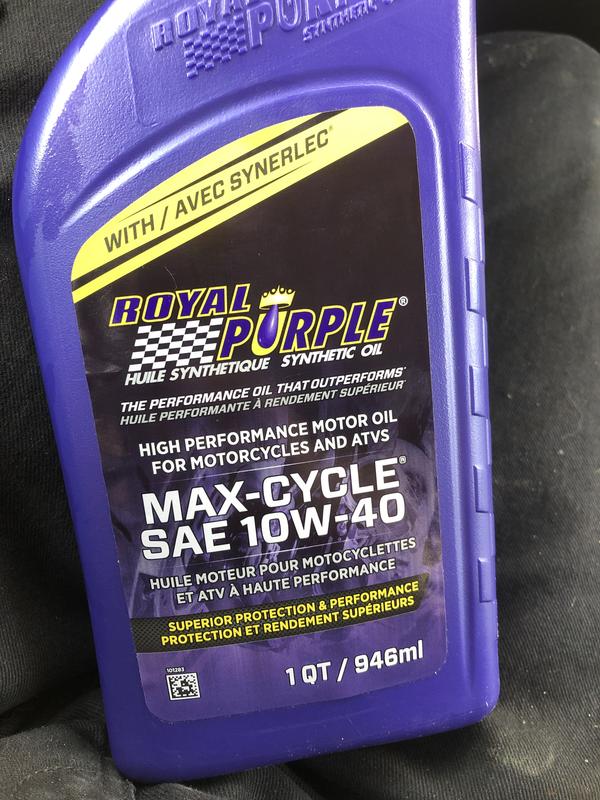 ROYAL
PURPLE
SYNTHETIC
WITH / AVEC SYNERLEC®
ROYAL
PURPLE®
HUILE SYNTHETIQUE SYNTHETIC OIL
THE PERFORMANCE OIL THAT OUTPERFORMS™
HUILE PERFORMANTE À RENDEMENT SUPÉRIEUR
HIGH PERFORMANCE MOTOR OIL
FOR MOTORCYCLES AND ATVS
MAX-CYCLE®
SAE 10W-40
HUILE MOTEUR POUR MOTOCYCLETTES
ET ATV À HAUTE PERFORMANCE
SUPERIOR PROTECTION & PERFORMANCE
PROTECTION ET RENDEMENT SUPÉRIEURS
101283
1 QT / 946ml